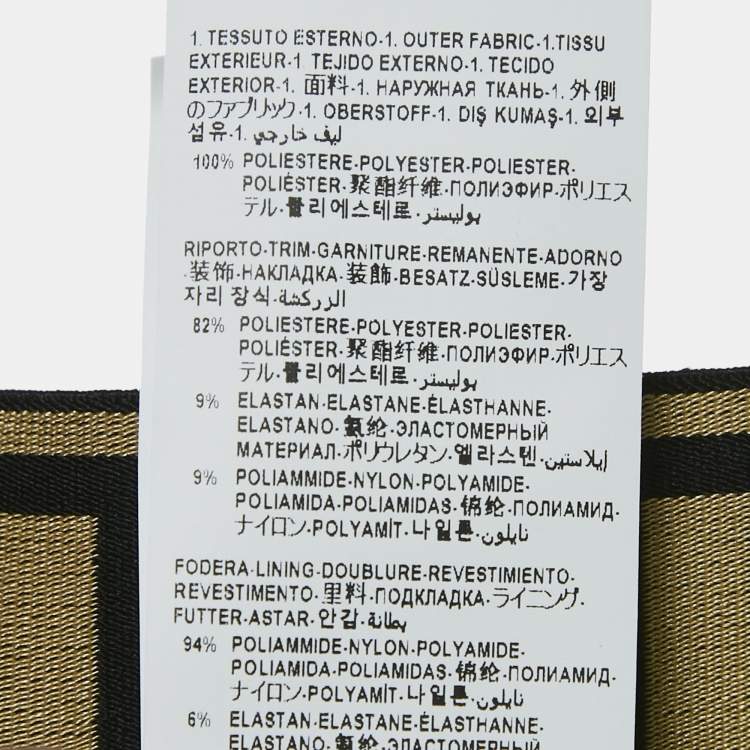 1. TESSUTO ESTERNO-1. OUTER FABRIC-1.TISSU
EXTERIEUR-1. TEJIDO EXTERNO-1. TECIDO
EXTERIOR-1. 面料-1. НАРУЖНАЯ ТКАНЬ-1. 外側
のファブリック-1. OBERSTOFF-1. DIŞ KUMAŞ-1. 외부
섬유-1. ليف خارجي
100% POLIESTERE-POLYESTER-POLIESTER-
POLIÉSTER-聚酯纤维-ПОЛИЭФИР-ポリエス
テル-폴리에스테르-بوليستر
RIPORTO-TRIM-GARNITURE-REMANENTE-ADORNO
-装饰-НАКЛАДКА-装飾-BESATZ-SÜSLEME-가장
자리 장식-الزركشة
82% POLIESTERE-POLYESTER-POLIESTER-
POLIÉSTER-聚酯纤维-ПОЛИЭФИР-ポリエス
テル-폴리에스테르-بوليستر
9% ELASTAN-ELASTANE-ÉLASTHANNE-
ELASTANO-氨纶-ЭЛАСТОМЕРНЫЙ
МАТЕРИАЛ-ポリウレタン-엘라스텐-إيلاستين
9% POLIAMMIDE-NYLON-POLYAMIDE-
POLIAMIDA-POLIAMIDAS-锦纶-ПОЛИАМИД-
ナイロン-POLYAMİT-나일론-نايلون
FODERA-LINING-DOUBLURE-REVESTIMIENTO-
REVESTIMENTO-里料-ПОДКЛАДКА-ライニング-
FUTTER-ASTAR-안감-بطانة
94% POLIAMMIDE-NYLON-POLYAMIDE-
POLIAMIDA-POLIAMIDAS-锦纶-ПОЛИАМИД-
ナイロン-POLYAMİT-나일론-نايلون
6% ELASTAN-ELASTANE-ÉLASTHANNE-
ELASTANO-氨纶-ЭЛАСТОМЕРНЫЙ